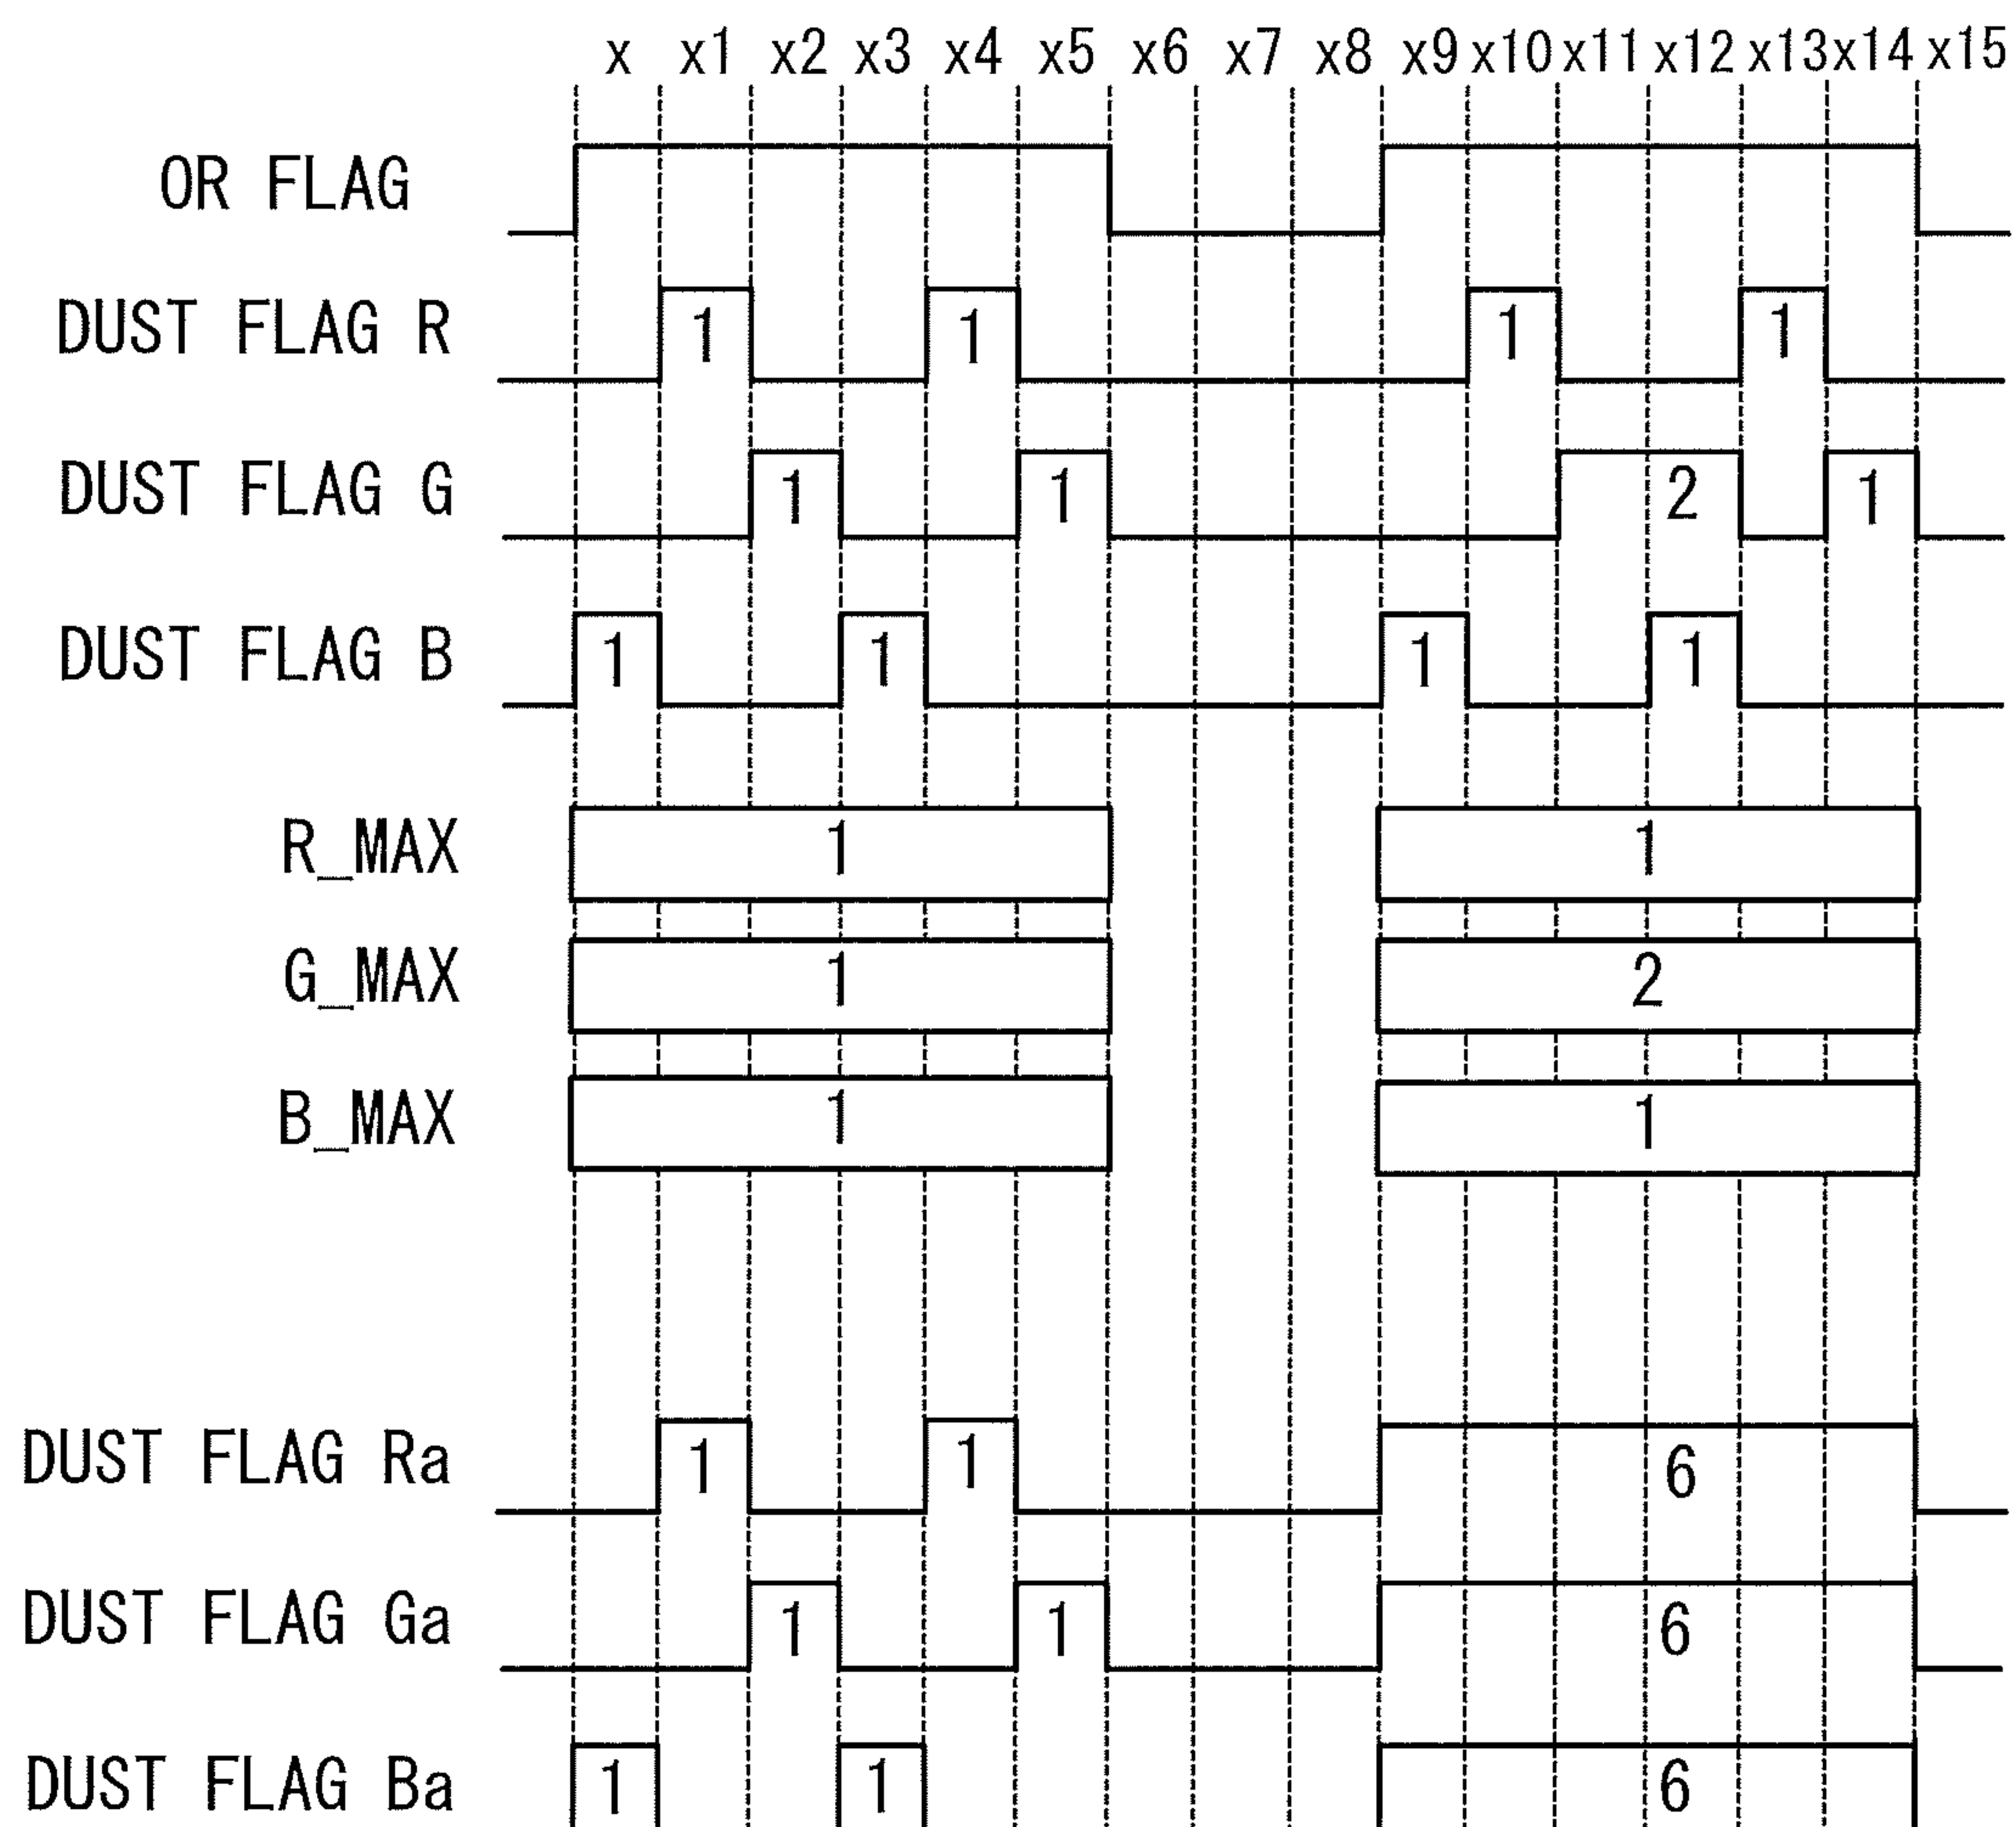 x x1 x2 x3 x4 x5 x6 x7 x8 x9 x10 x11 x12 x13 x14 x15
OR FLAG
DUST FLAG R 1 1 1 1
DUST FLAG G 1 1 2 1
DUST FLAG B 1 1 1 1
R_MAX 1 1
G_MAX 1 2
B_MAX 1 1
DUST FLAG Ra 1 1 6
DUST FLAG Ga 1 1 6
DUST FLAG Ba 1 1 6